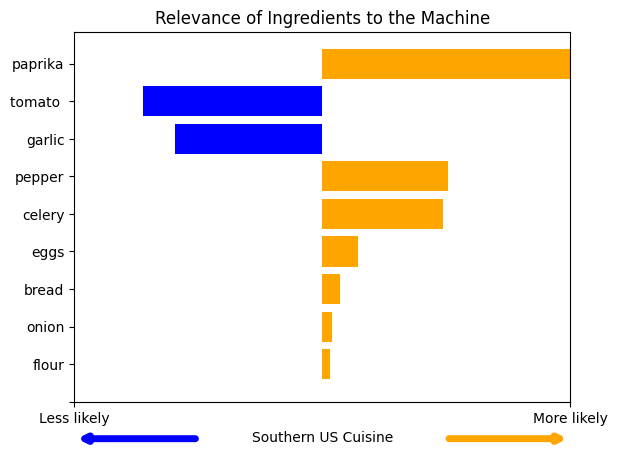 Relevance of Ingredients to the Machine
paprika
tomato
garlic
pepper
celery
eggs
bread
onion
flour
Less likely More likely
Southern US Cuisine